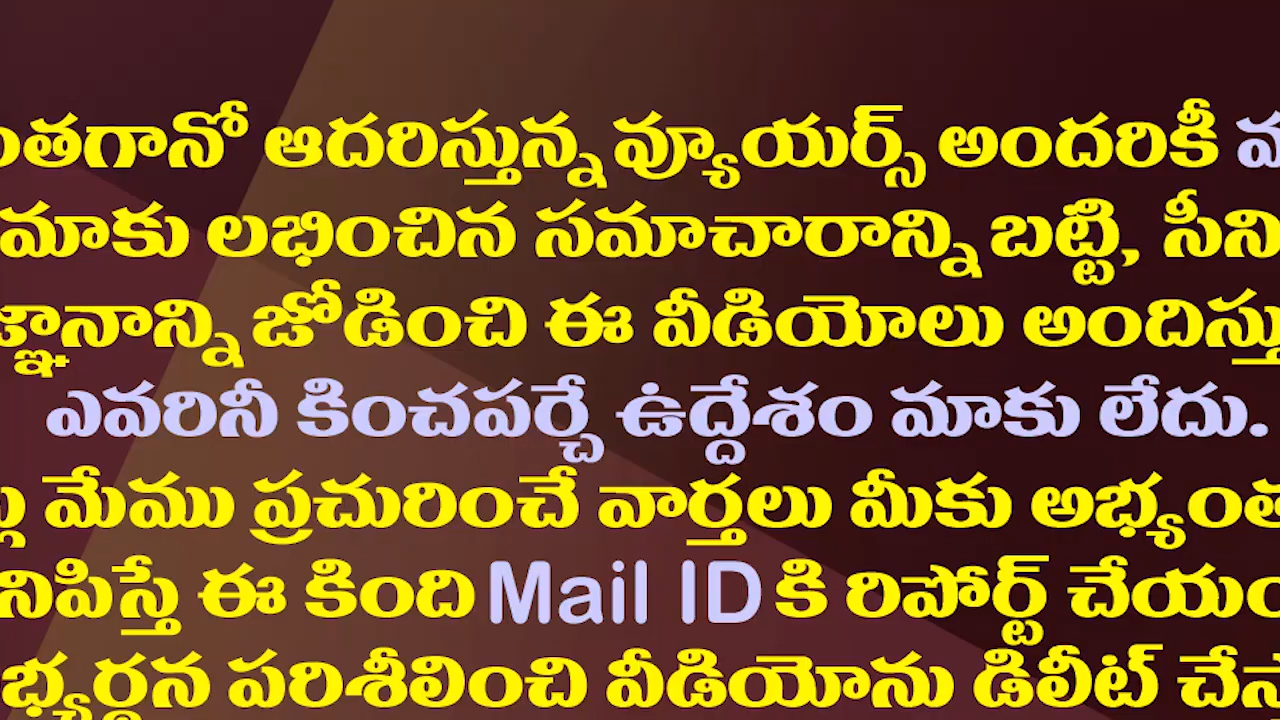 ఆదరిస్తున్న వ్యూయర్స్ అందరికీ
మాకు లభించిన సమాచారాన్ని బట్టి,
జోడించి ఈ వీడియోలు
ఎవరినీ కించపర్చే ఉద్దేశం మాకు లేదు.
మేము ప్రచురించే వార్తలు మీకు
ఈ కింది Mail ID కి రిపోర్ట్
పరిశీలించి వీడియోను డిలీట్